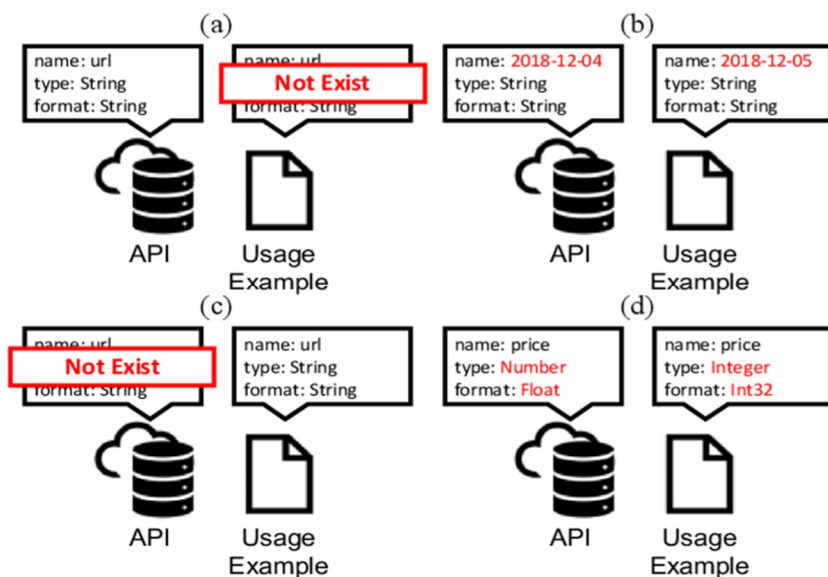 (a)
name: url
type: String
format: String
name: url
Not Exist
format: String
API
Usage
Example
(b)
name: 2018-12-04
type: String
format: String
name: 2018-12-05
type: String
format: String
API
Usage
Example
(c)
name: url
Not Exist
format: String
name: url
type: String
format: String
API
Usage
Example
(d)
name: price
type: Number
format: Float
name: price
type: Integer
format: Int32
API
Usage
Example